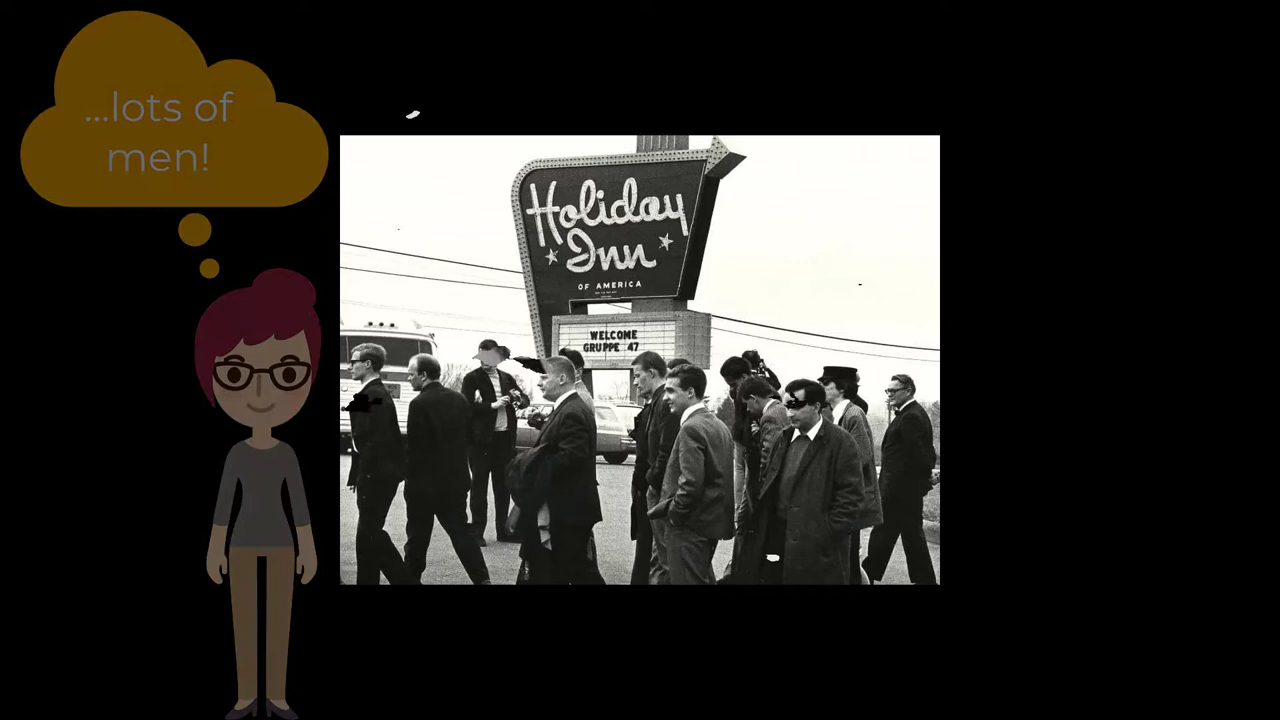 ...lots of
men!
Holiday
Inn
OF AMERICA
WELCOME
GRUPPE 47